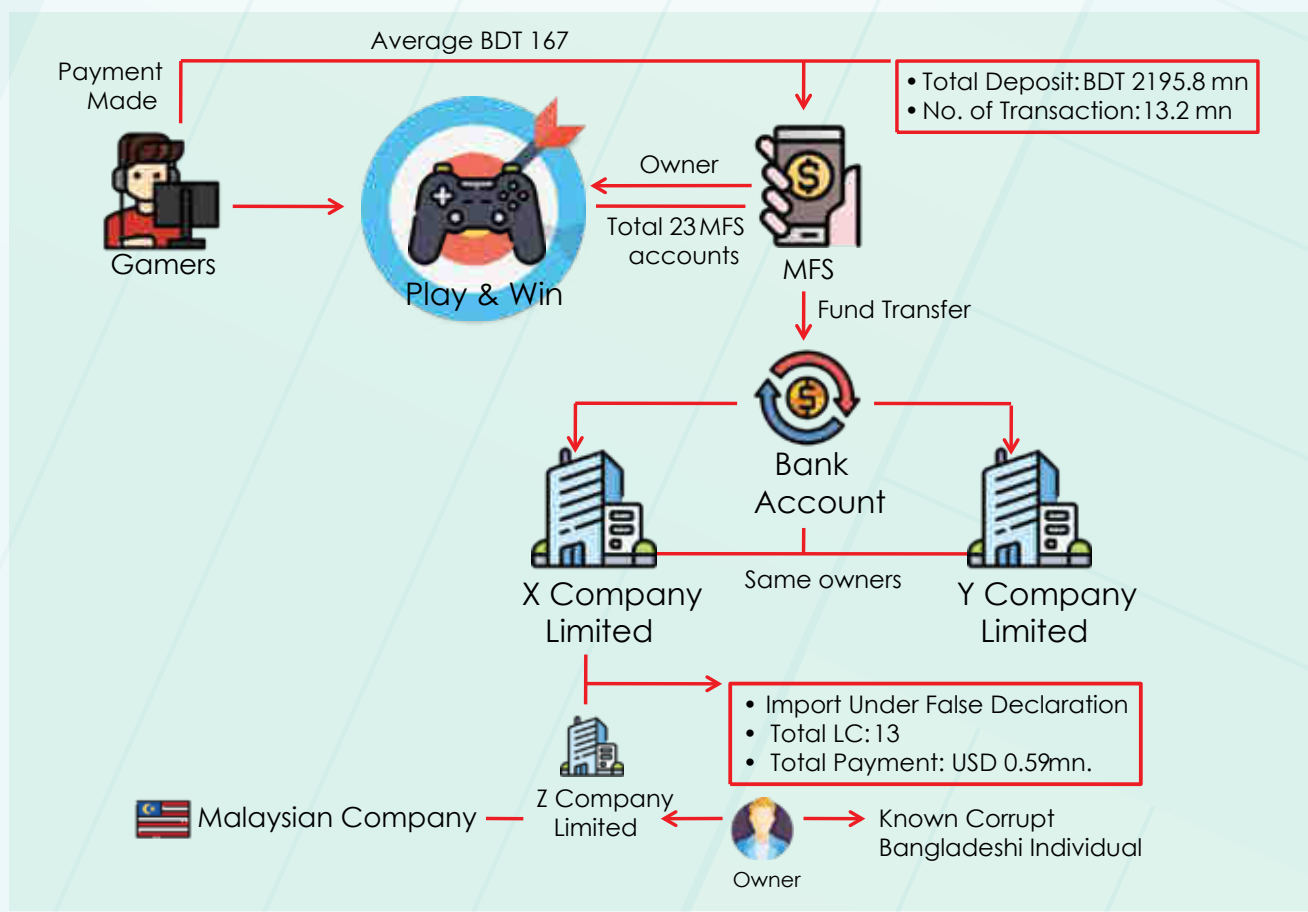 Average BDT 167
Payment
Made
• Total Deposit: BDT 2195.8 mn
• No. of Transaction: 13.2 mn
Owner
Total 23 MFS
accounts
Gamers
Play & Win
MFS
Fund Transfer
Bank
Account
Same owners
X Company
Limited
Y Company
Limited
• Import Under False Declaration
• Total LC: 13
• Total Payment: USD 0.59mn.
Malaysian Company
Z Company
Limited
Known Corrupt
Bangladeshi Individual
Owner